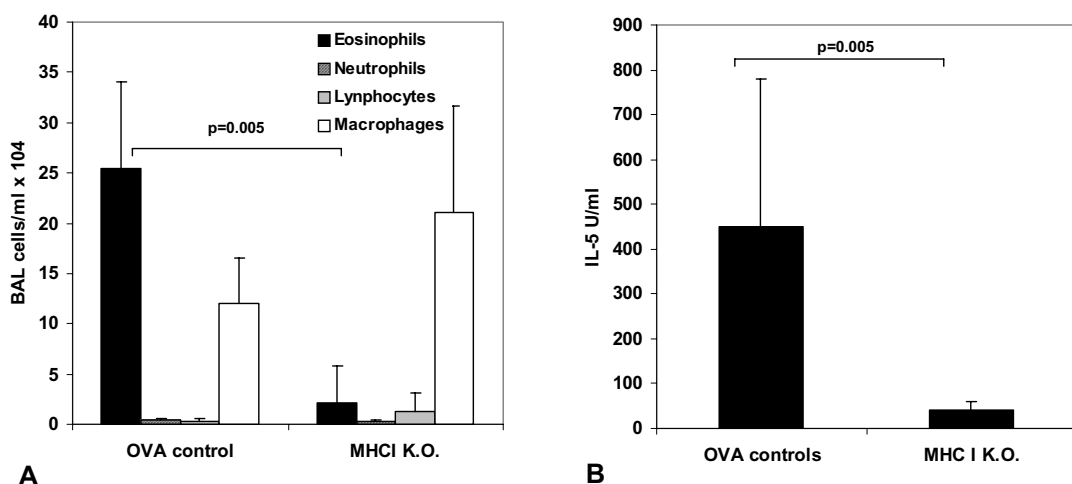 40
35
30
25
20
15
10
5
0
BAL cells/ml x 104
Eosinophils
Neutrophils
Lymphocytes
Macrophages
p=0.005
OVA control
MHCI K.O.
A
900
800
700
600
500
400
300
200
100
0
IL-5 U/ml
p=0.005
OVA controls
MHC I K.O.
B